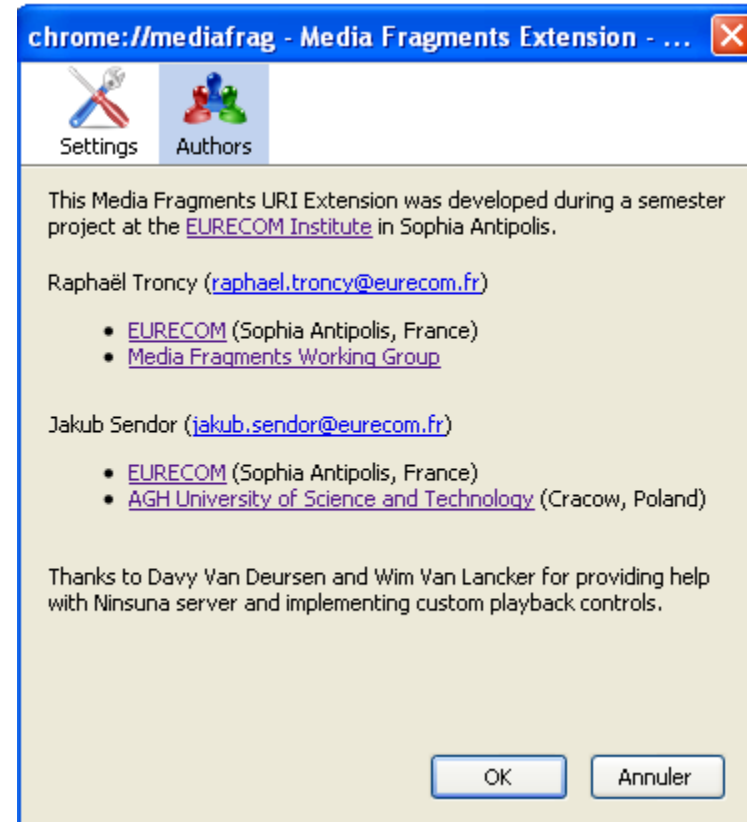 chrome://mediafrag - Media Fragments Extension - ...
Settings Authors
This Media Fragments URI Extension was developed during a semester
project at the EURECOM Institute in Sophia Antipolis.
Raphaël Troncy (raphael.troncy@eurecom.fr)
• EURECOM (Sophia Antipolis, France)
• Media Fragments Working Group
Jakub Sendor (jakub.sendor@eurecom.fr)
• EURECOM (Sophia Antipolis, France)
• AGH University of Science and Technology (Cracow, Poland)
Thanks to Davy Van Deursen and Wim Van Lancker for providing help
with Ninsuna server and implementing custom playback controls.
OK Annuler